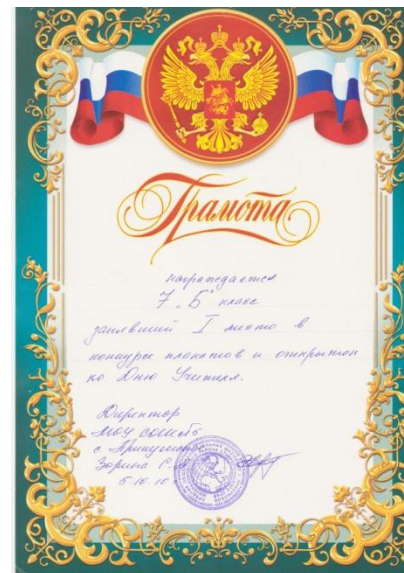 Грамота
награждается
7 „Б" класс
занявший I место в
конкурсе плакатов и открыток
ко Дню Учителя.
Директор
МОУ СОШ
с.
Зорина
5.10.10